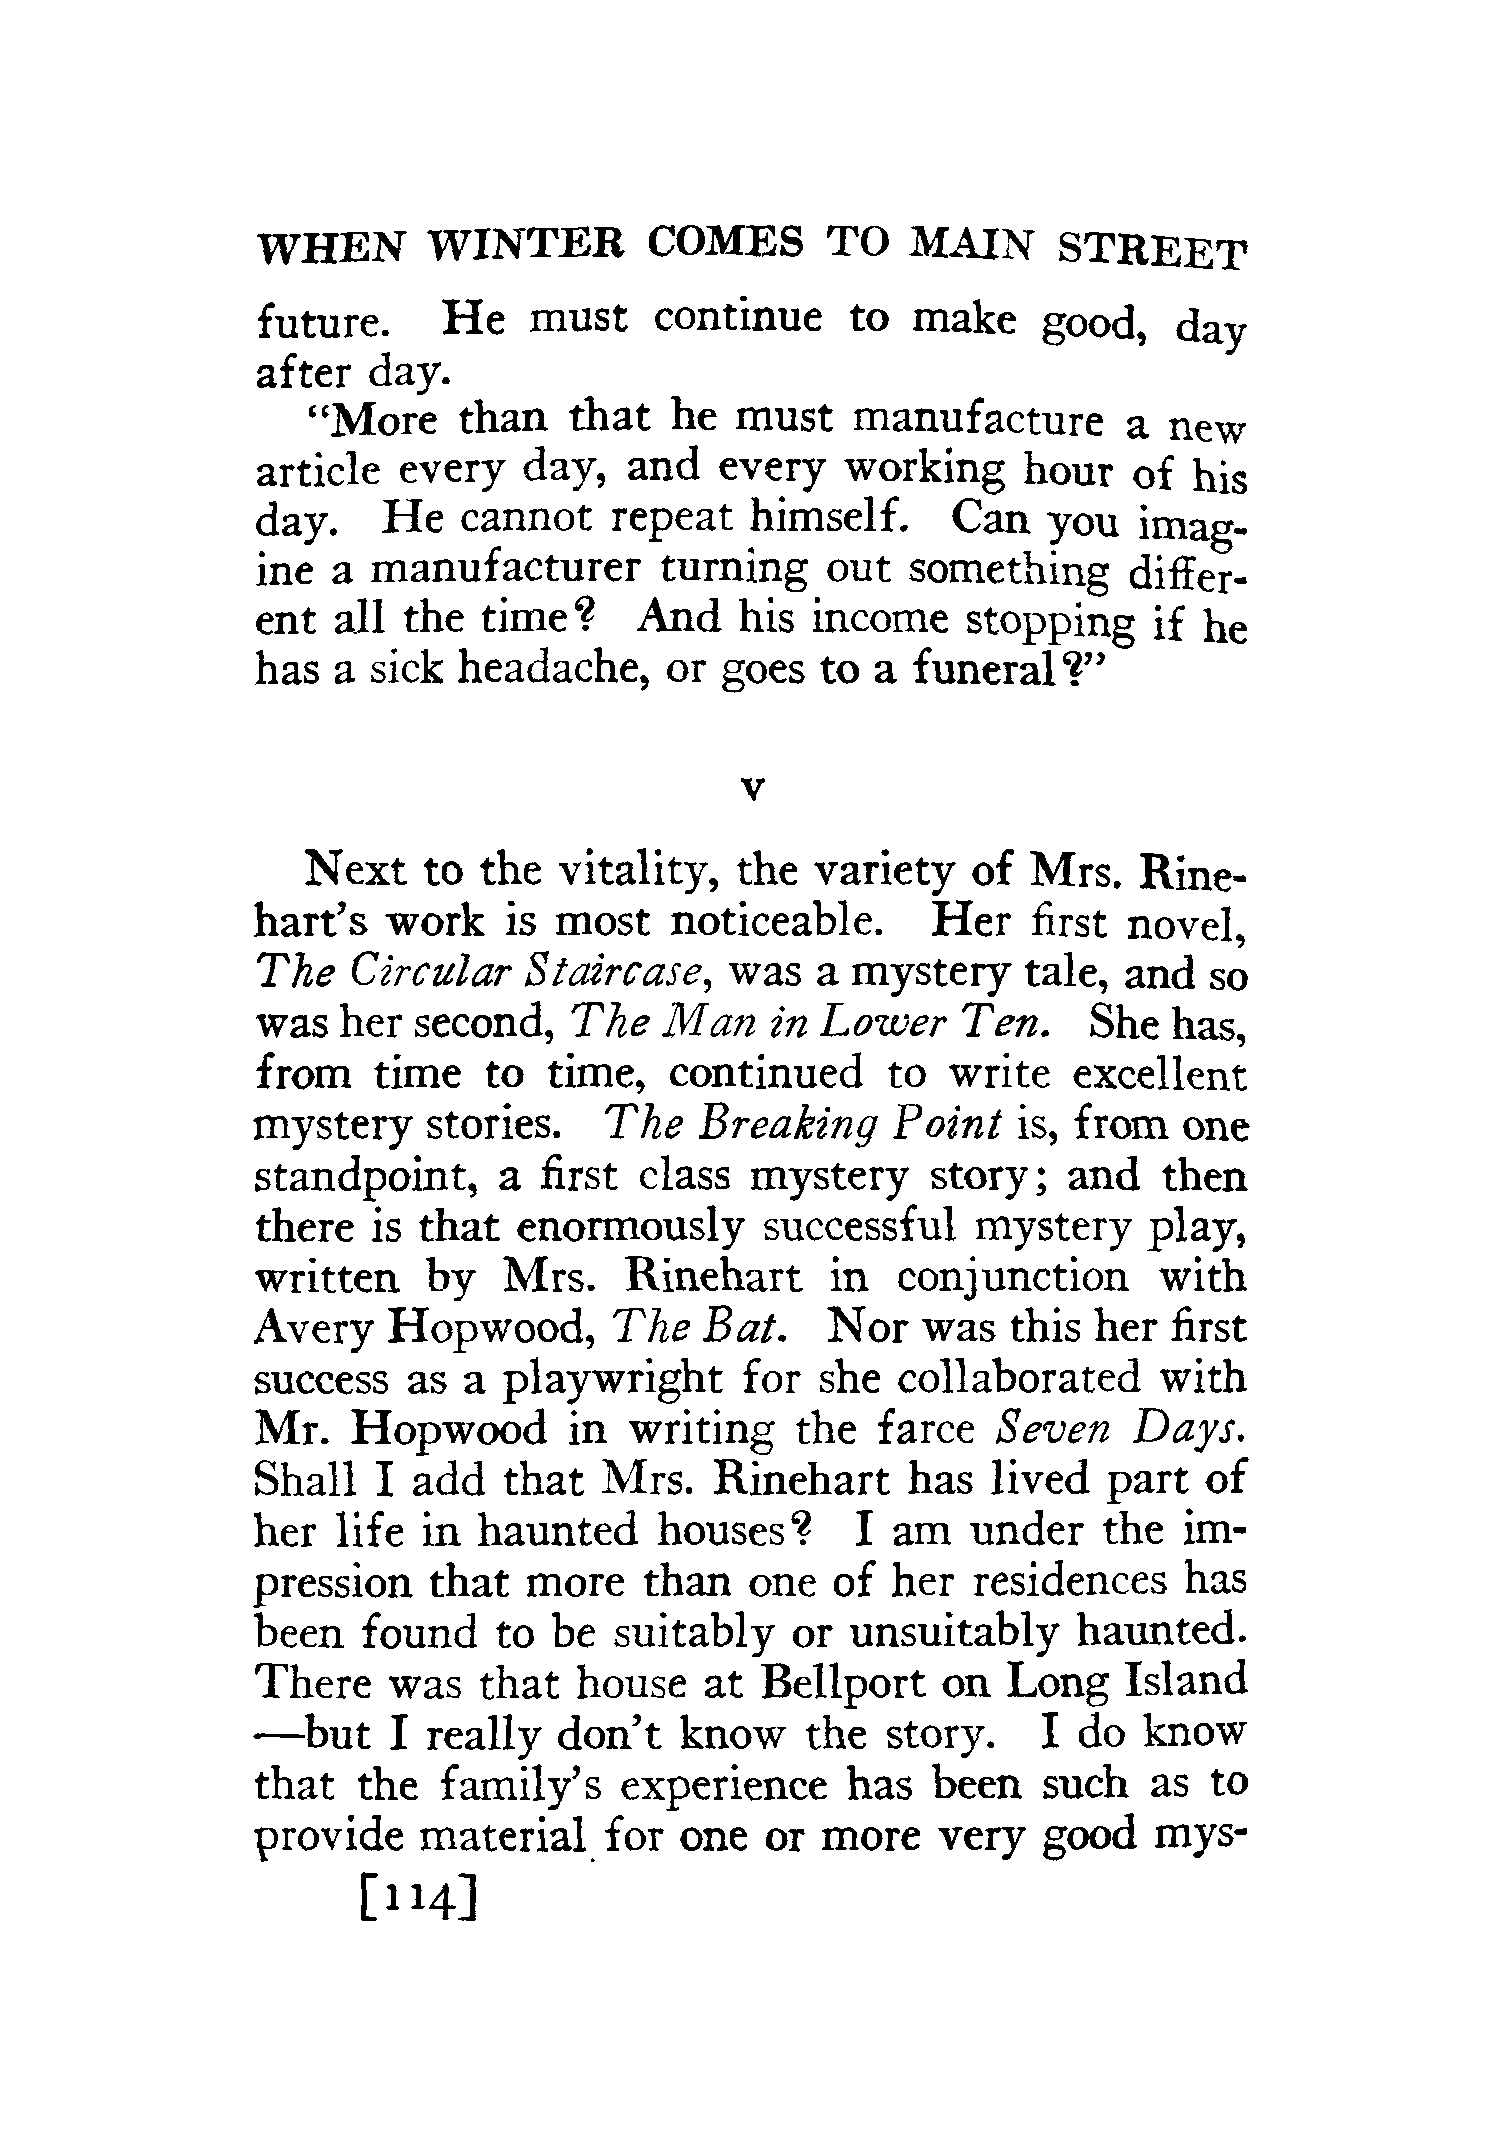 WHEN WINTER COMES TO MAIN STREET
future. He must continue to make good, day
after day.
"More than that he must manufacture a new
article every day, and every working hour of his
day. He cannot repeat himself. Can you imag-
ine a manufacturer turning out something differ-
ent all the time? And his income stopping if he
has a sick headache, or goes to a funeral?"
v
Next to the vitality, the variety of Mrs. Rine-
hart's work is most noticeable. Her first novel,
The Circular Staircase, was a mystery tale, and so
was her second, The Man in Lower Ten. She has,
from time to time, continued to write excellent
mystery stories. The Breaking Point is, from one
standpoint, a first class mystery story; and then
there is that enormously successful mystery play,
written by Mrs. Rinehart in conjunction with
Avery Hopwood, The Bat. Nor was this her first
success as a playwright for she collaborated with
Mr. Hopwood in writing the farce Seven Days.
Shall I add that Mrs. Rinehart has lived part of
her life in haunted houses? I am under the im-
pression that more than one of her residences has
been found to be suitably or unsuitably haunted.
There was that house at Bellport on Long Island
—but I really don't know the story. I do know
that the family's experience has been such as to
provide material for one or more very good mys-
[114]